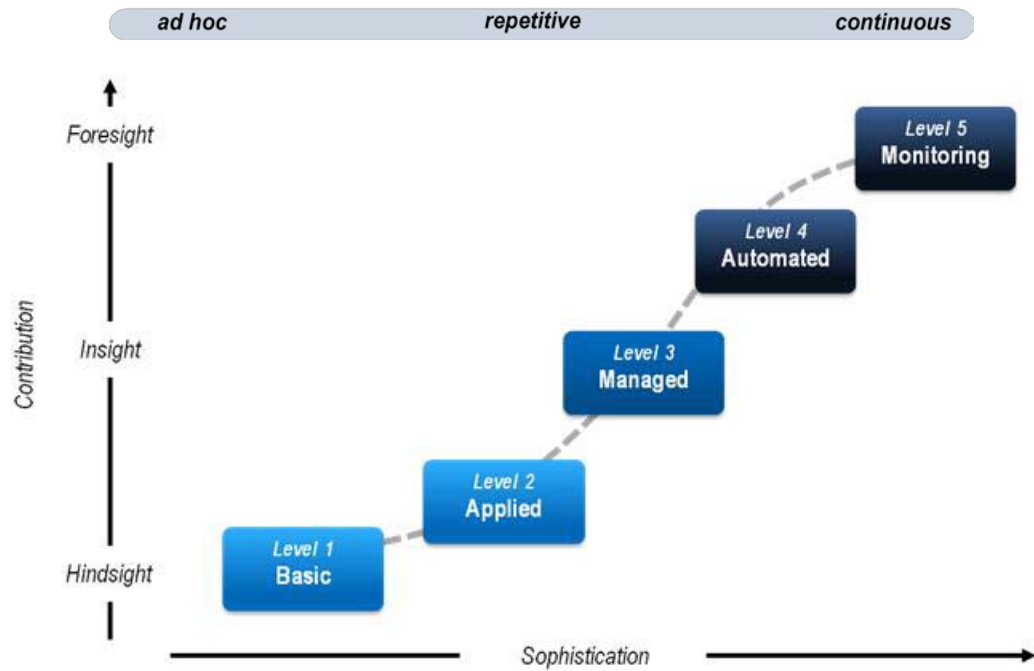 ad hoc repetitive continuous
Foresight
Level 5
Monitoring
Level 4
Automated
Contribution
Insight
Level 3
Managed
Level 2
Applied
Level 1
Basic
Hindsight
Sophistication